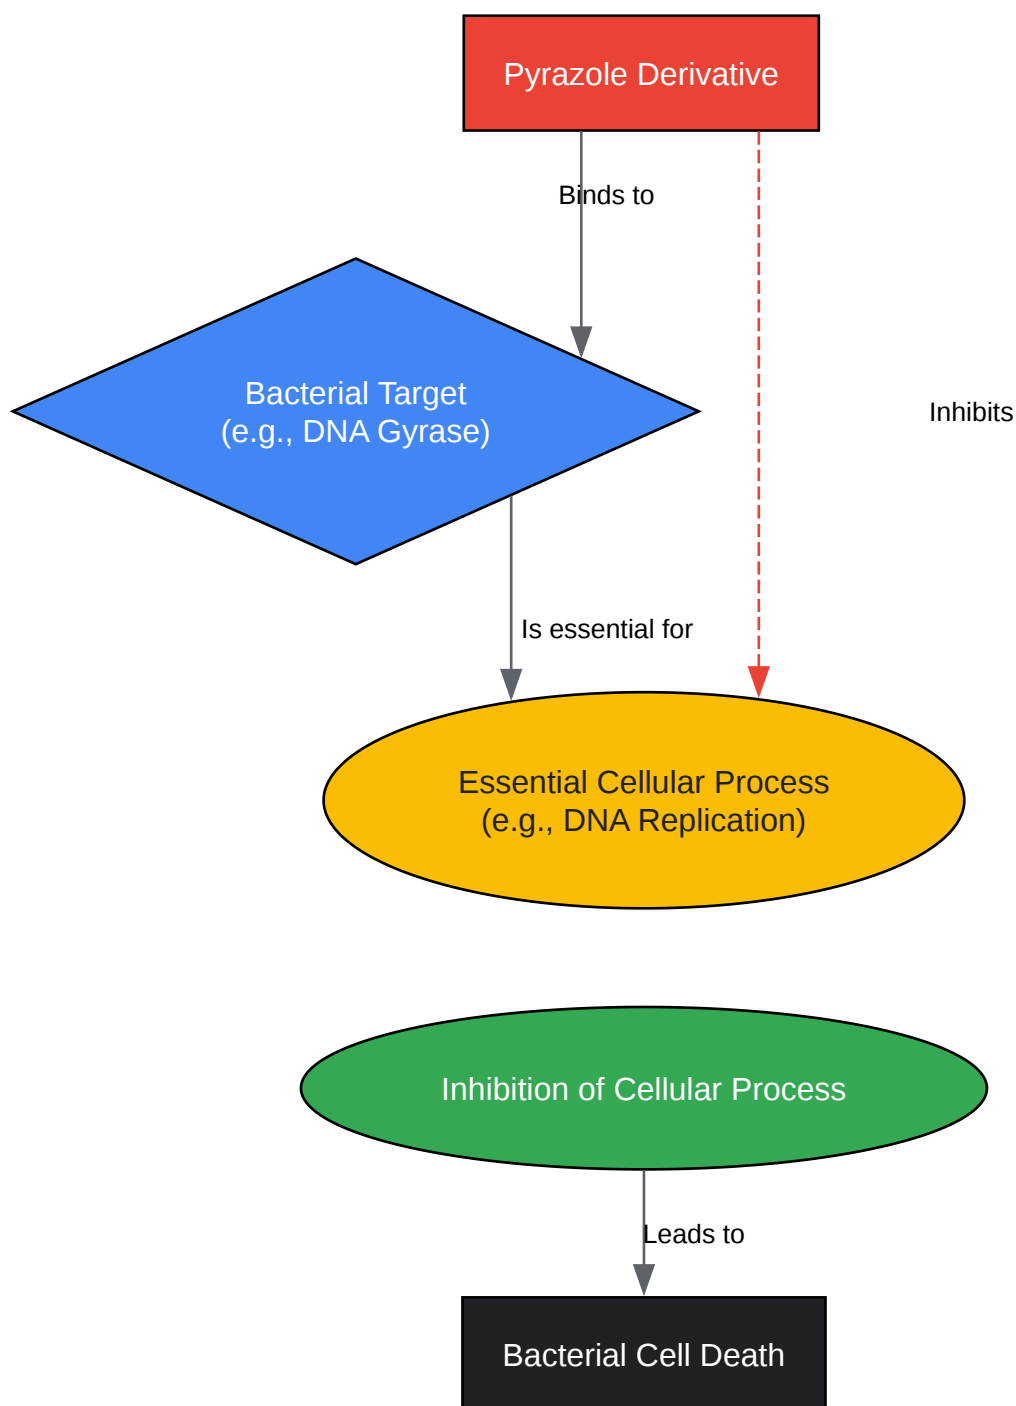 Pyrazole Derivative
Binds to
Bacterial Target
(e.g., DNA Gyrase)
Inhibits
Is essential for
Essential Cellular Process
(e.g., DNA Replication)
Inhibition of Cellular Process
Leads to
Bacterial Cell Death